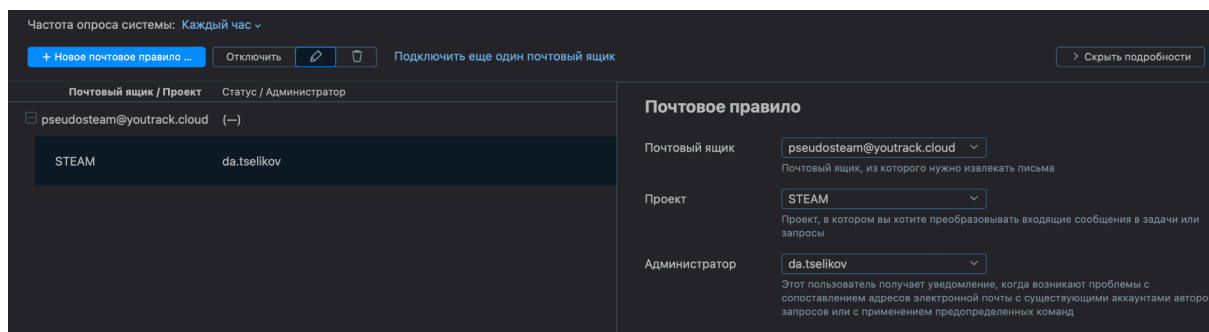 Частота опроса системы: Каждый час
+ Новое почтовое правило ... Отключить Подключить еще один почтовый ящик > Скрыть подробности
Почтовый ящик / Проект Статус / Администратор
pseudosteam@youtrack.cloud (—)
STEAM da.tselikov
Почтовое правило
Почтовый ящик pseudosteam@youtrack.cloud
Почтовый ящик, из которого нужно извлекать письма
Проект STEAM
Проект, в котором вы хотите преобразовывать входящие сообщения в задачи или
запросы
Администратор da.tselikov
Этот пользователь получает уведомление, когда возникают проблемы с
сопоставлением адресов электронной почты с существующими аккаунтами авторо
запросов или с применением предопределенных команд